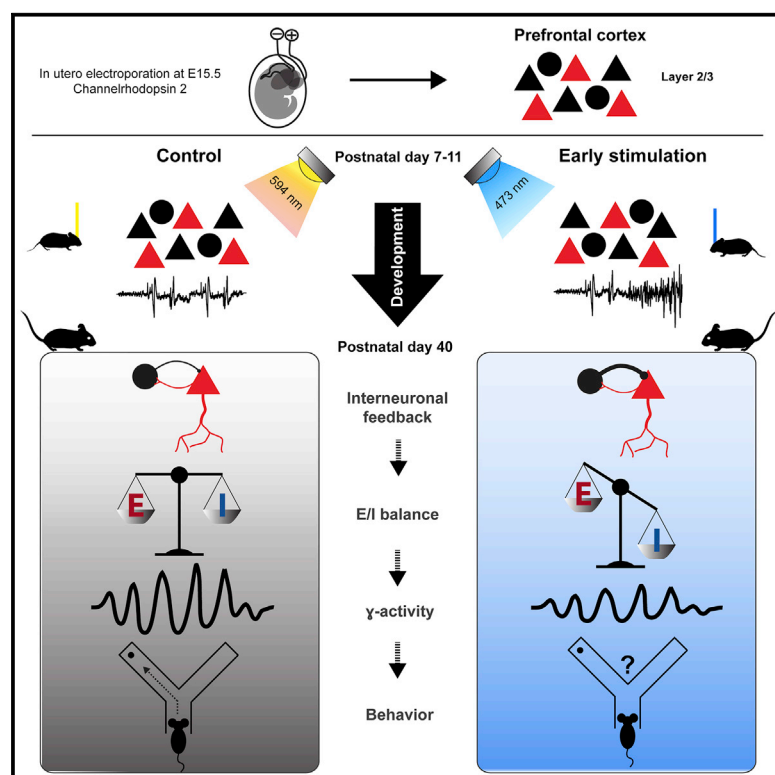 Prefrontal cortex
In utero electroporation at E15.5
Channelrhodopsin 2
Layer 2/3
Control
Postnatal day 7-11
Early stimulation
594 nm
473 nm
Development
Postnatal day 40
Interneuronal
feedback
E I
E/I balance
E
I
ɣ-activity
?
Behavior